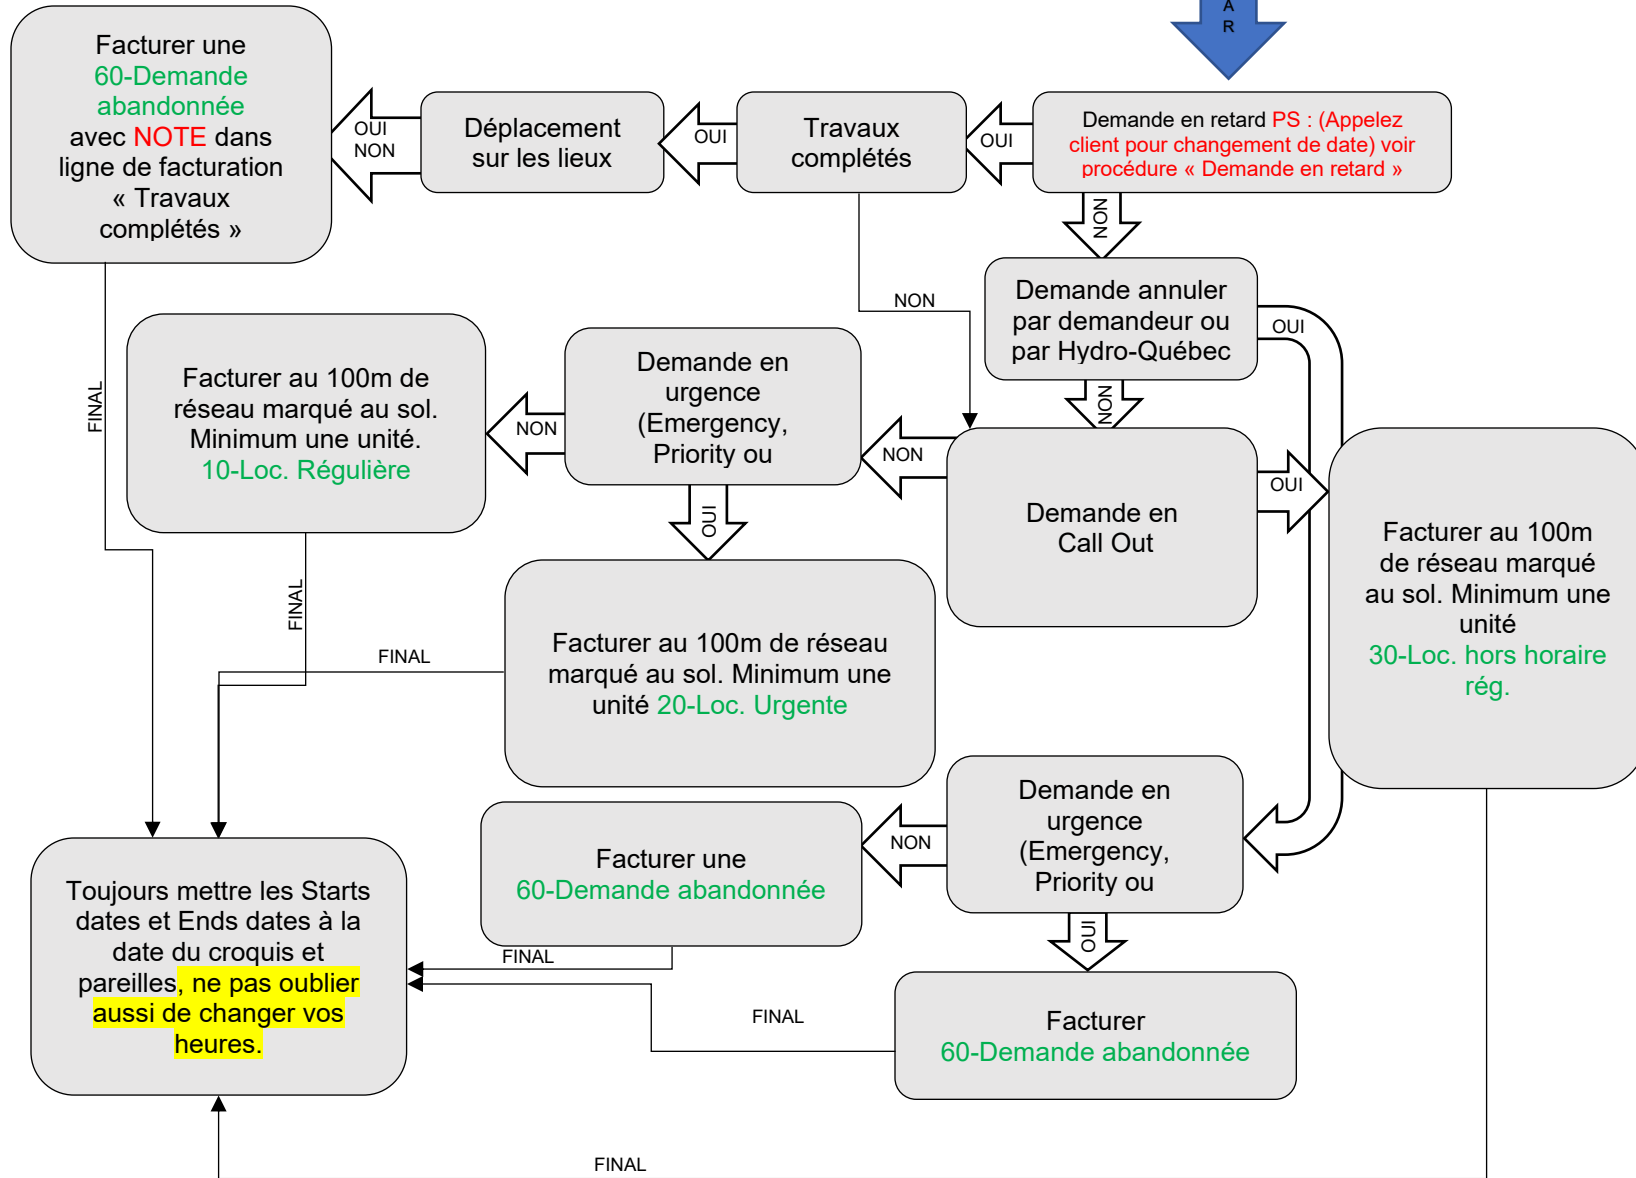 A
R
Facturer une
60-Demande
abandonnée
avec NOTE dans
ligne de facturation
« Travaux
complétés »
OUI
NON
Déplacement
sur les lieux
OUI
Travaux
complétés
OUI
Demande en retard PS : (Appelez
client pour changement de date) voir
procédure « Demande en retard »
NON
NON
Demande annuler
par demandeur ou
par Hydro-Québec
OUI
NON
FINAL
Facturer au 100m de
réseau marqué au sol.
Minimum une unité.
10-Loc. Régulière
NON
Demande en
urgence
(Emergency,
Priority ou
NON
OUI
Demande en
Call Out
OUI
Facturer au 100m
de réseau marqué
au sol. Minimum une
unité
30-Loc. hors horaire
rég.
FINAL
FINAL
Facturer au 100m de réseau
marqué au sol. Minimum une
unité 20-Loc. Urgente
Demande en
urgence
(Emergency,
Priority ou
NON
Facturer une
60-Demande abandonnée
OUI
FINAL
Toujours mettre les Starts
dates et Ends dates à la
date du croquis et
pareilles, ne pas oublier
aussi de changer vos
heures.
FINAL
Facturer
60-Demande abandonnée
FINAL